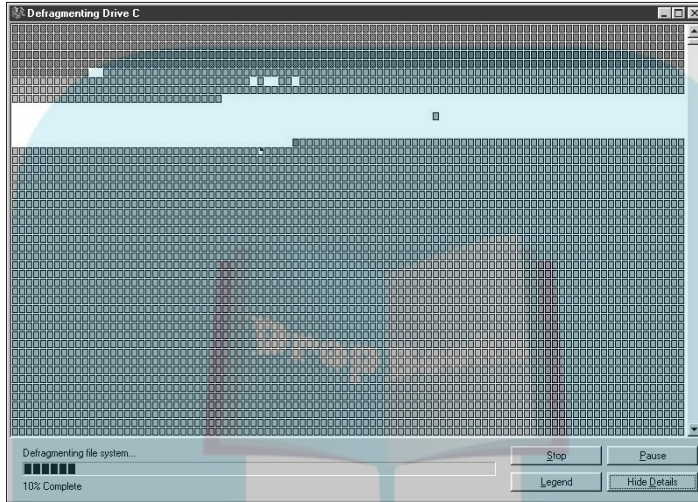 Defragmenting Drive C
Defragmenting file system...
10% Complete
Stop
Pause
Legend
Hide Details